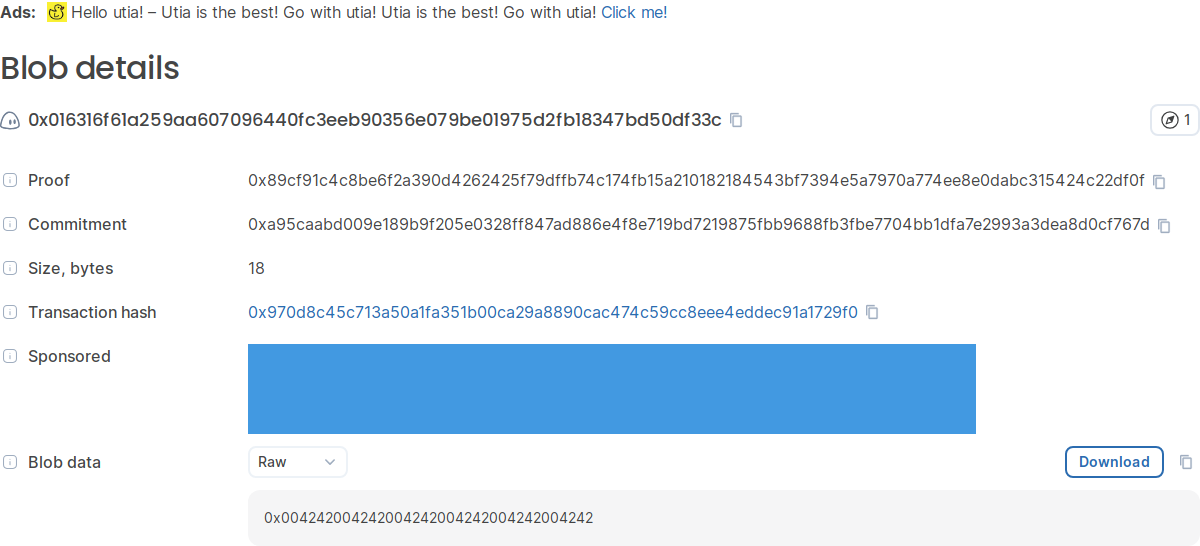 Ads: Hello utia! – Utia is the best! Go with utia! Utia is the best! Go with utia! Click me!
Blob details
0x016316f61a259aa607096440fc3eeb90356e079be01975d2fb18347bd50df33c
1
Proof 0x89cf91c4c8be6f2a390d4262425f79dffb74c174fb15a210182184543bf7394e5a7970a774ee8e0dabc315424c22df0f
Commitment 0xa95caabd009e189b9f205e0328ff847ad886e4f8e719bd7219875fbb9688fb3fbe7704bb1dfa7e2993a3dea8d0cf767d
Size, bytes 18
Transaction hash 0x970d8c45c713a50a1fa351b00ca29a8890cac474c59cc8eee4eddec91a1729f0
Sponsored
Blob data Raw Download
0x004242004242004242004242004242004242